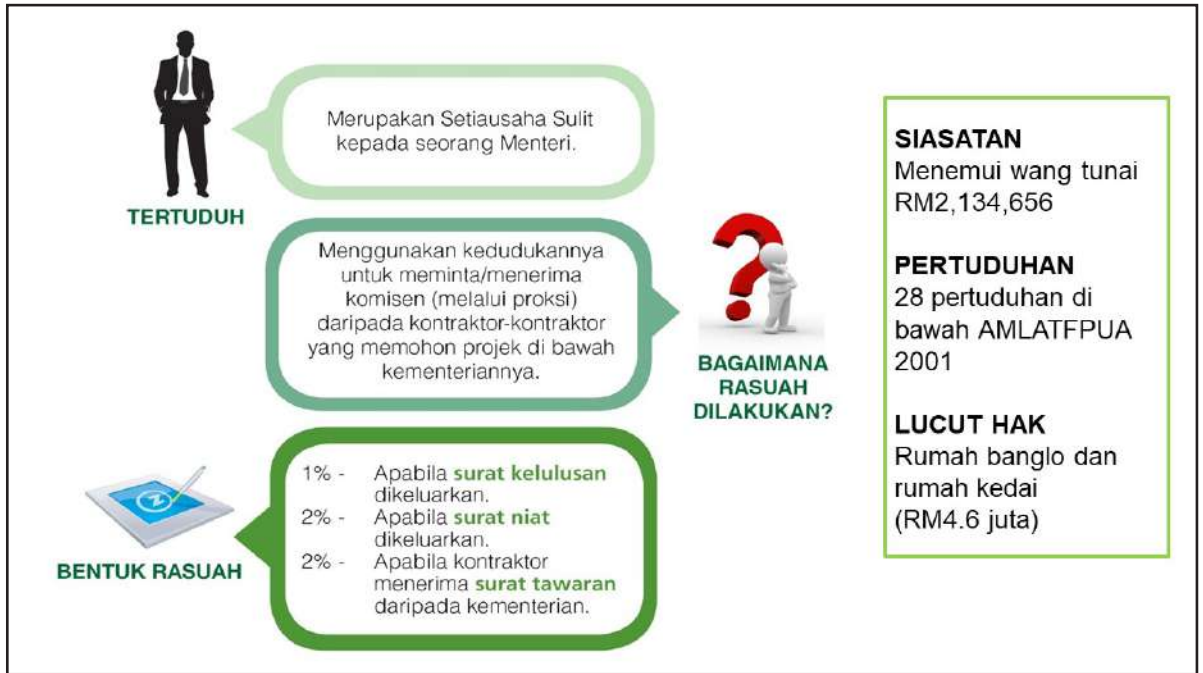 TERTUDUH
Merupakan Setiausaha Sulit
kepada seorang Menteri.
Menggunakan kedudukannya
untuk meminta/menerima
komisen (melalui proksi)
daripada kontraktor-kontraktor
yang memohon projek di bawah
kementeriannya.
BAGAIMANA
RASUAH
DILAKUKAN?
BENTUK RASUAH
1% - Apabila surat kelulusan
dikeluarkan.
2% - Apabila surat niat
dikeluarkan.
2% - Apabila kontraktor
menerima surat tawaran
daripada kementerian.
SIASATAN
Menemui wang tunai
RM2,134,656
PERTUDUHAN
28 pertuduhan di
bawah AMLATFPUA
2001
LUCUT HAK
Rumah banglo dan
rumah kedai
(RM4.6 juta)